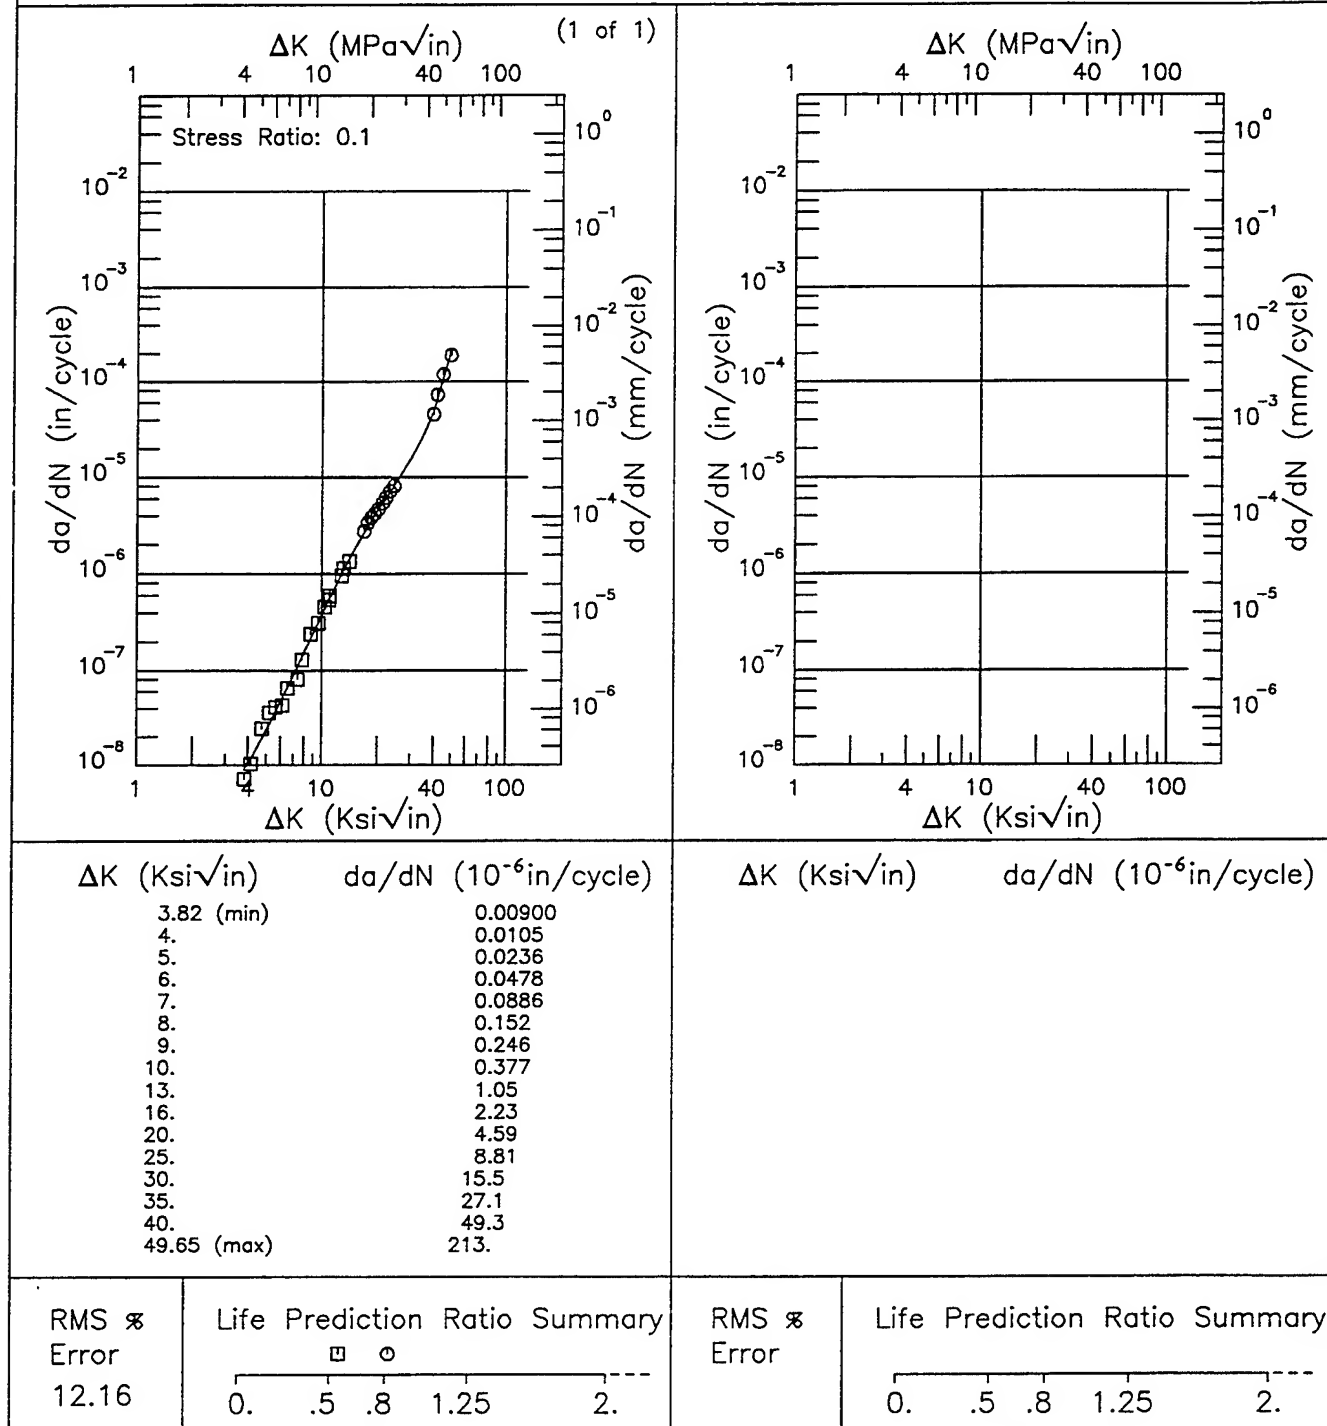 (1 of 1)
ΔK (MPa√in)
1 4 10 40 100
Stress Ratio: 0.1
da/dN (in/cycle)
10⁻²
10⁻³
10⁻⁴
10⁻⁵
10⁻⁶
10⁻⁷
10⁻⁸
10⁰
10⁻¹
10⁻²
10⁻³
10⁻⁴
10⁻⁵
10⁻⁶
da/dN (mm/cycle)
1 4 10 40 100
ΔK (Ksi√in)
ΔK (MPa√in)
1 4 10 40 100
da/dN (in/cycle)
10⁻²
10⁻³
10⁻⁴
10⁻⁵
10⁻⁶
10⁻⁷
10⁻⁸
10⁰
10⁻¹
10⁻²
10⁻³
10⁻⁴
10⁻⁵
10⁻⁶
da/dN (mm/cycle)
1 4 10 40 100
ΔK (Ksi√in)
ΔK (Ksi√in) da/dN (10⁻⁶in/cycle)
3.82 (min) 0.00900
4. 0.0105
5. 0.0236
6. 0.0478
7. 0.0886
8. 0.152
9. 0.246
10. 0.377
13. 1.05
16. 2.23
20. 4.59
25. 8.81
30. 15.5
35. 27.1
40. 49.3
49.65 (max) 213.
ΔK (Ksi√in) da/dN (10⁻⁶in/cycle)
RMS %
Error
12.16
Life Prediction Ratio Summary
0. .5 .8 1.25 2.
RMS %
Error
Life Prediction Ratio Summary
0. .5 .8 1.25 2.